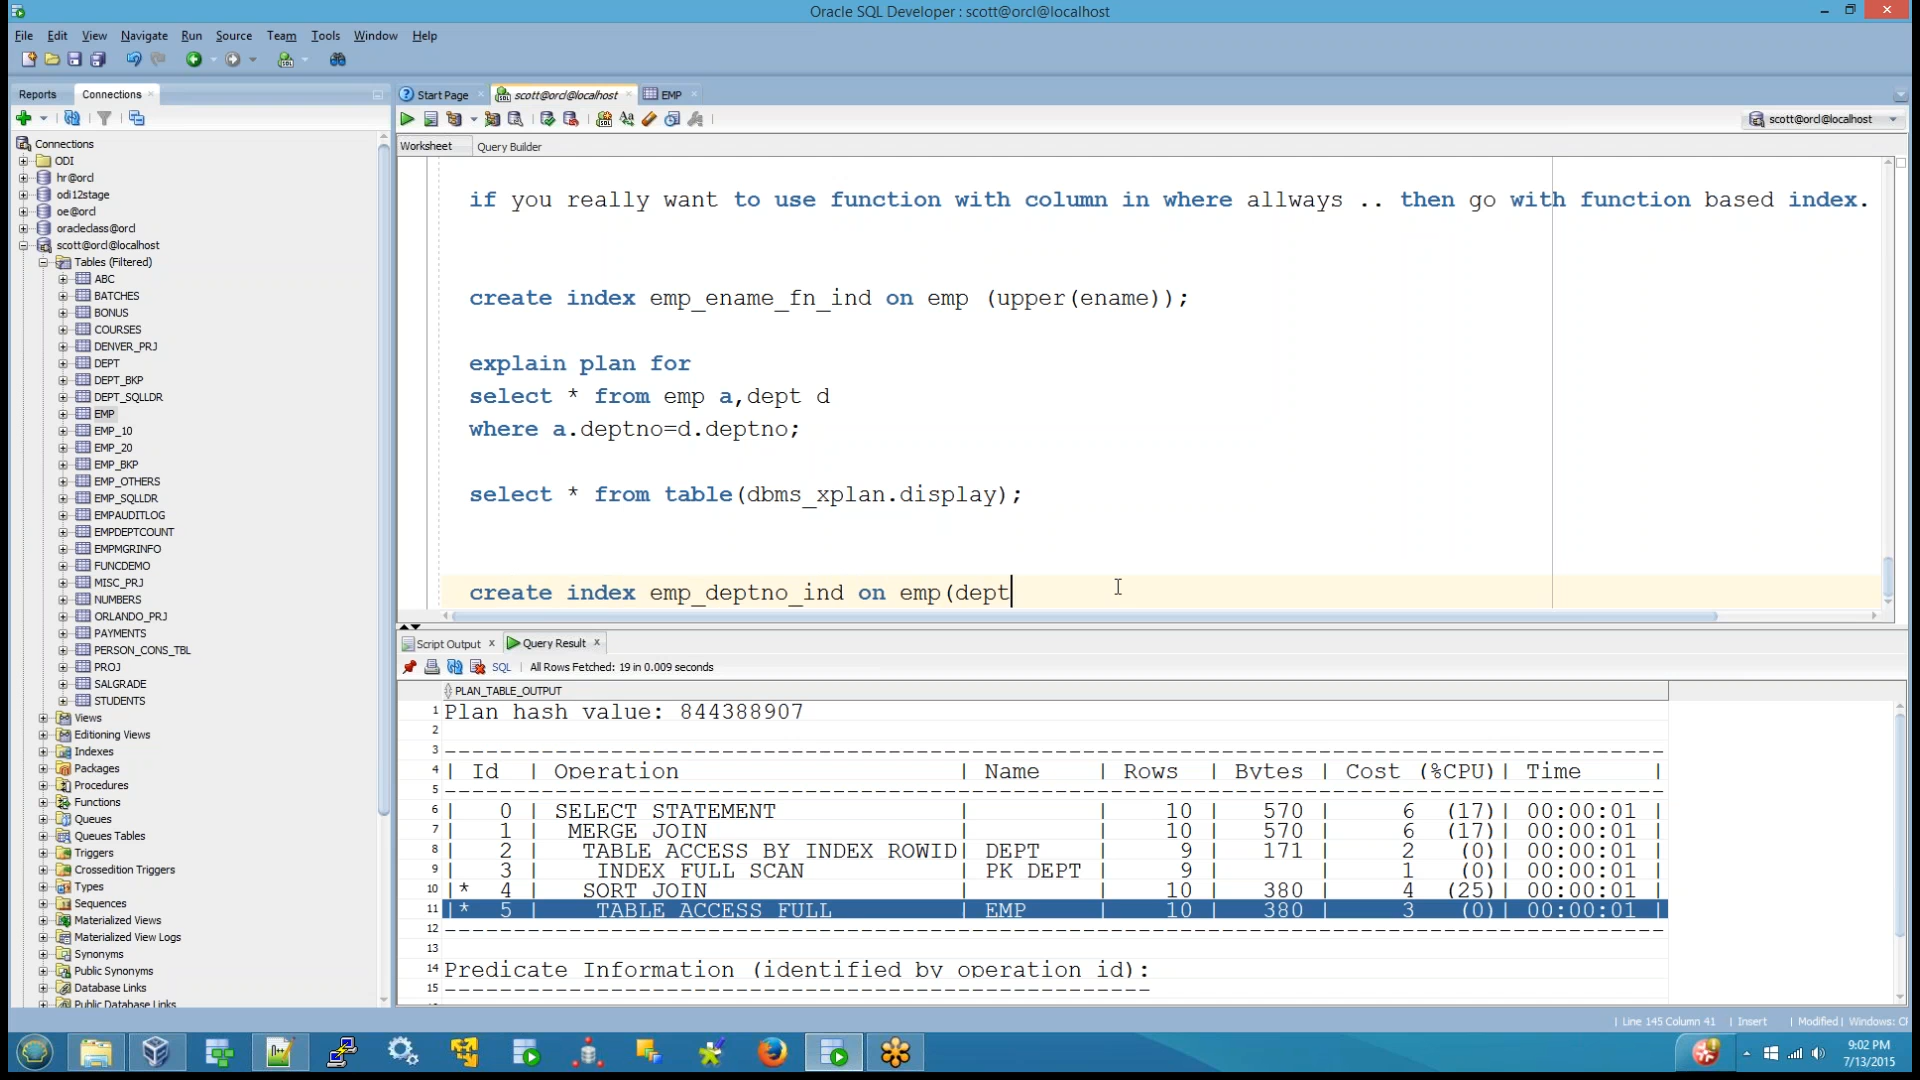 Oracle SQL Developer : scott@orcl@localhost
File Edit View Navigate Run Source Team Tools Window Help
Reports Connections
Start Page scott@orcl@localhost EMP
scott@orcl@localhost
Worksheet Query Builder
Connections
ODI
hr@orcl
odi12stage
oe@orcl
oracleclass@orcl
scott@orcl@localhost
Tables (Filtered)
ABC
BATCHES
BONUS
COURSES
DENVER_PRJ
DEPT
DEPT_BKP
DEPT_SQLLDR
EMP
EMP_10
EMP_20
EMP_BKP
EMP_OTHERS
EMP_SQLLDR
EMPAUDITLOG
EMPDEPTCOUNT
EMPMGRINFO
FUNCDEMO
MISC_PRJ
NUMBERS
ORLANDO_PRJ
PAYMENTS
PERSON_CONS_TBL
PROJ
SALGRADE
STUDENTS
Views
Editioning Views
Indexes
Packages
Procedures
Functions
Queues
Queues Tables
Triggers
Crossedition Triggers
Types
Sequences
Materialized Views
Materialized View Logs
Synonyms
Public Synonyms
Database Links
Public Database Links
if you really want to use function with column in where allways .. then go with function based index.
create index emp_ename_fn_ind on emp (upper(ename));
explain plan for
select * from emp a,dept d
where a.deptno=d.deptno;
select * from table(dbms_xplan.display);
create index emp_deptno_ind on emp(dept
Script Output Query Result
SQL | All Rows Fetched: 19 in 0.009 seconds
PLAN_TABLE_OUTPUT
1 Plan hash value: 844388907
2
3 ----------------------------------------------------------------------------------------
4 | Id | Operation | Name | Rows | Bytes | Cost (%CPU)| Time |
5 ----------------------------------------------------------------------------------------
6 | 0 | SELECT STATEMENT | | 10 | 570 | 6 (17)| 00:00:01 |
7 | 1 | MERGE JOIN | | 10 | 570 | 6 (17)| 00:00:01 |
8 | 2 | TABLE ACCESS BY INDEX ROWID| DEPT | 9 | 171 | 2 (0)| 00:00:01 |
9 | 3 | INDEX FULL SCAN | PK DEPT | 9 | | 1 (0)| 00:00:01 |
10 |* 4 | SORT JOIN | | 10 | 380 | 4 (25)| 00:00:01 |
11 |* 5 | TABLE ACCESS FULL | EMP | 10 | 380 | 3 (0)| 00:00:01 |
12 ----------------------------------------------------------------------------------------
13
14 Predicate Information (identified by operation id):
15 ---------------------------------------------------
Line 145 Column 41 | Insert | Modified | Windows:
9:02 PM
7/13/2015